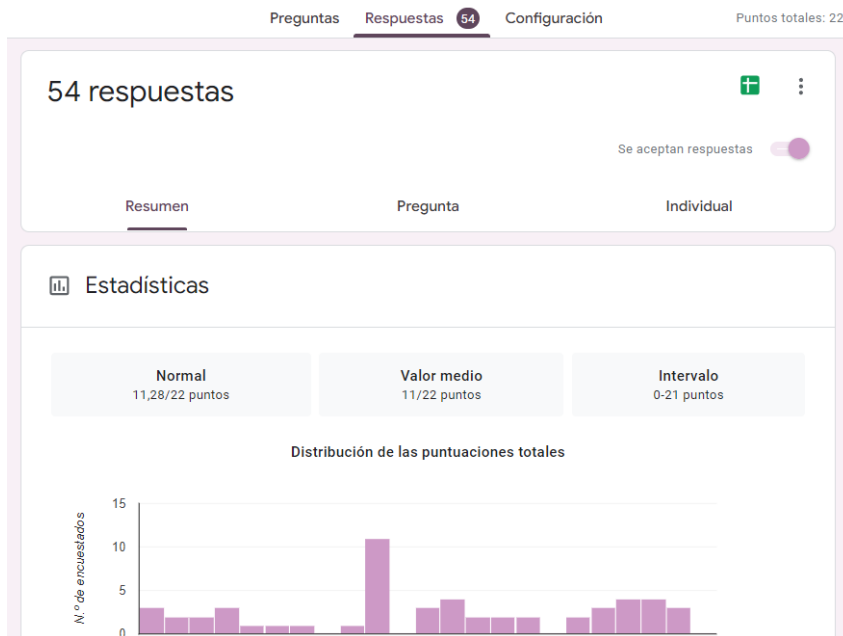 Preguntas Respuestas 54 Configuración Puntos totales: 22
54 respuestas
Se aceptan respuestas
Resumen Pregunta Individual
Estadísticas
Normal Valor medio Intervalo
11,28/22 puntos 11/22 puntos 0-21 puntos
Distribución de las puntuaciones totales
N.º de encuestados
15
10
5
0